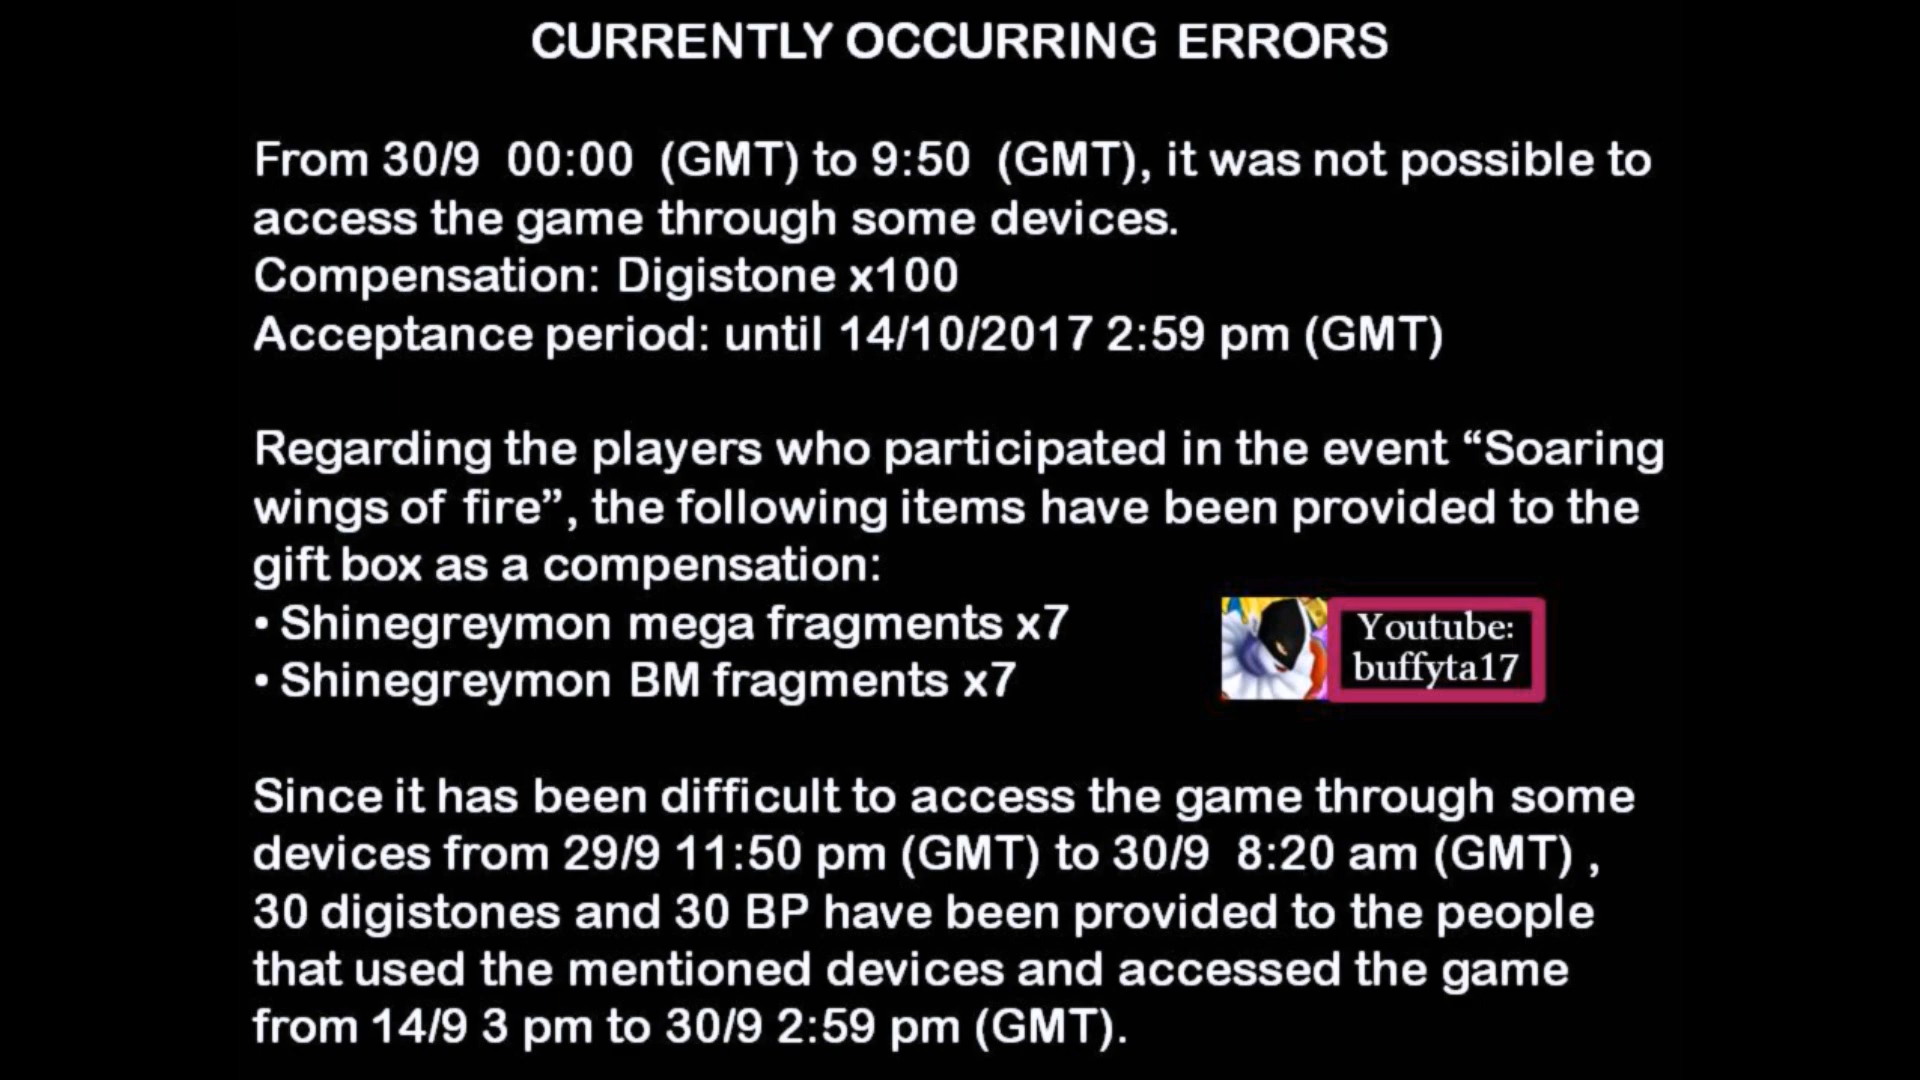 CURRENTLY OCCURRING ERRORS
From 30/9 00:00 (GMT) to 9:50 (GMT), it was not possible to
access the game through some devices.
Compensation: Digistone x100
Acceptance period: until 14/10/2017 2:59 pm (GMT)
Regarding the players who participated in the event “Soaring
wings of fire”, the following items have been provided to the
gift box as a compensation:
• Shinegreymon mega fragments x7
• Shinegreymon BM fragments x7
Youtube:
buffyta17
Since it has been difficult to access the game through some
devices from 29/9 11:50 pm (GMT) to 30/9 8:20 am (GMT) ,
30 digistones and 30 BP have been provided to the people
that used the mentioned devices and accessed the game
from 14/9 3 pm to 30/9 2:59 pm (GMT).